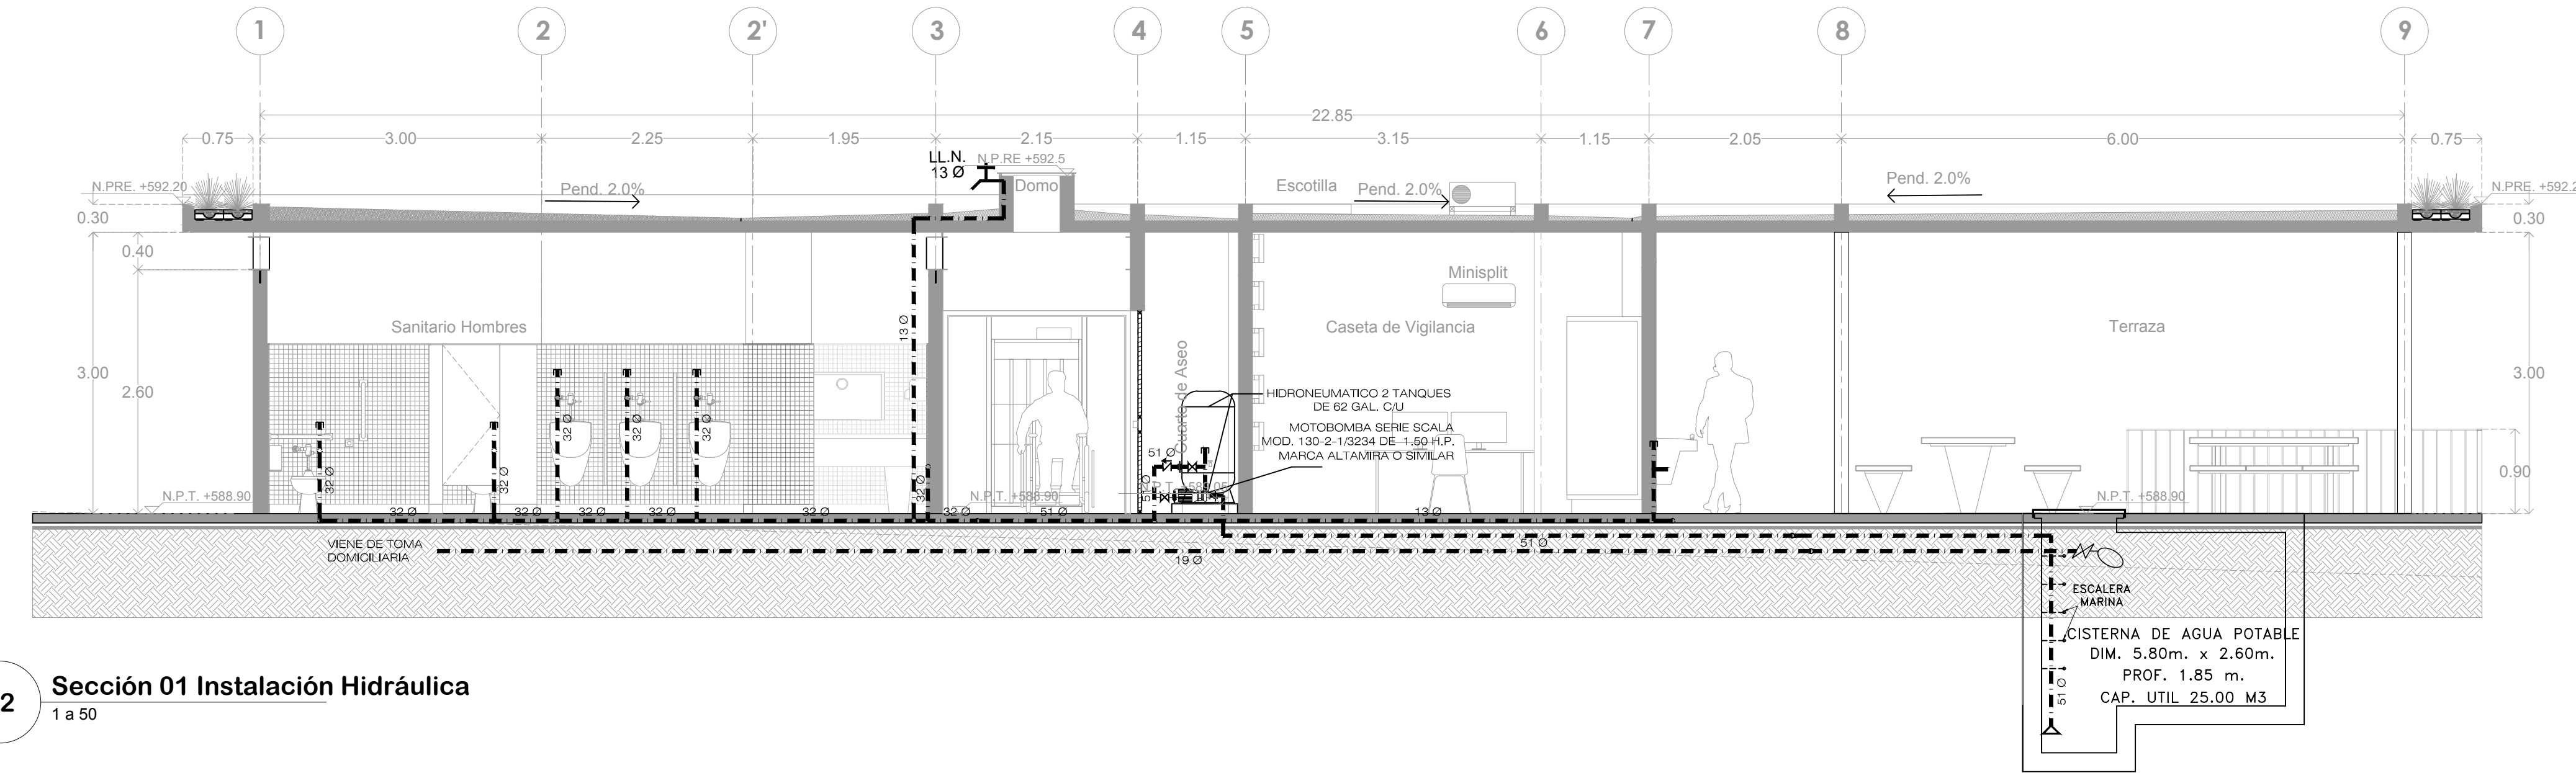 1 2 2' 3 4 5 6 7 8 9
22.85
0.75 3.00 2.25 1.95 2.15 1.15 3.15 1.15 2.05 6.00 0.75
LL.N.
13 Ø
N.P.RE +592.5
Domo
Escotilla
Pend. 2.0%
Pend. 2.0%
Pend. 2.0%
N.PRE. +592.20
N.PRE. +592.2
0.30
0.30
0.40
Minisplit
Sanitario Hombres
13 Ø
Cuarto de Aseo
Caseta de Vigilancia
Terraza
3.00
2.60
3.00
HIDRONEUMATICO 2 TANQUES
DE 62 GAL. C/U
MOTOBOMBA SERIE SCALA
MOD. 130-2-1/3234 DE 1.50 H.P.
MARCA ALTAMIRA O SIMILAR
32 Ø 32 Ø 32 Ø
51 Ø
32 Ø 32 Ø 32 Ø 51 Ø
0.90
N.P.T. +588.90
N.P.T. +588.90
N.P.T. +588.90
32 Ø 32 Ø 32 Ø 32 Ø 32 Ø 32 Ø 51 Ø 13 Ø
VIENE DE TOMA
DOMICILIARIA
51 Ø
19 Ø
ESCALERA
MARINA
CISTERNA DE AGUA POTABLE
DIM. 5.80m. x 2.60m.
PROF. 1.85 m.
CAP. UTIL 25.00 M3
51 Ø
2
Sección 01 Instalación Hidráulica
1 a 50